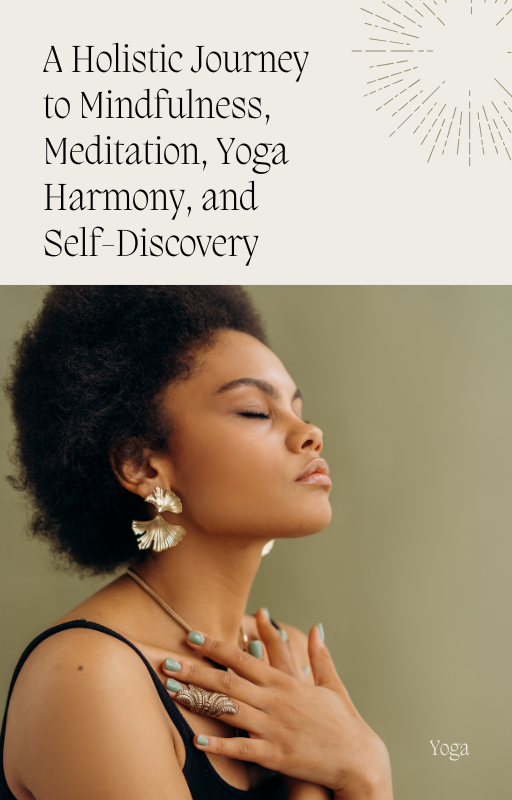 A Holistic Journey
to Mindfulness,
Meditation, Yoga
Harmony, and
Self-Discovery
Yoga